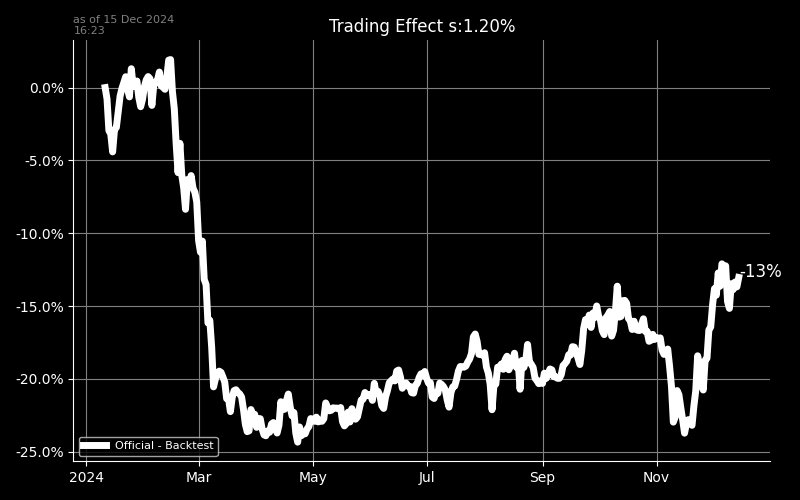 as of 15 Dec 2024
16:23
Trading Effect s:1.20%
0.0%
-5.0%
-10.0%
-15.0%
-20.0%
-25.0%
-13%
Official - Backtest
2024 Mar May Jul Sep Nov